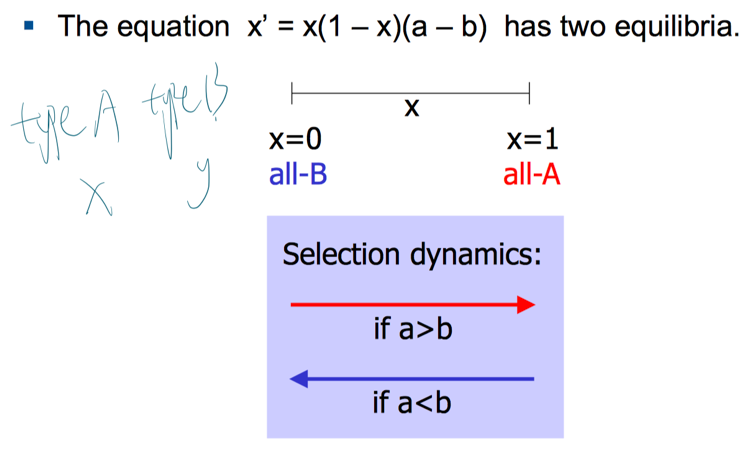 ▪ The equation x’ = x(1 – x)(a – b) has two equilibria.
type A type B
x y
x
x=0 x=1
all-B all-A
Selection dynamics:
if a>b
if a<b